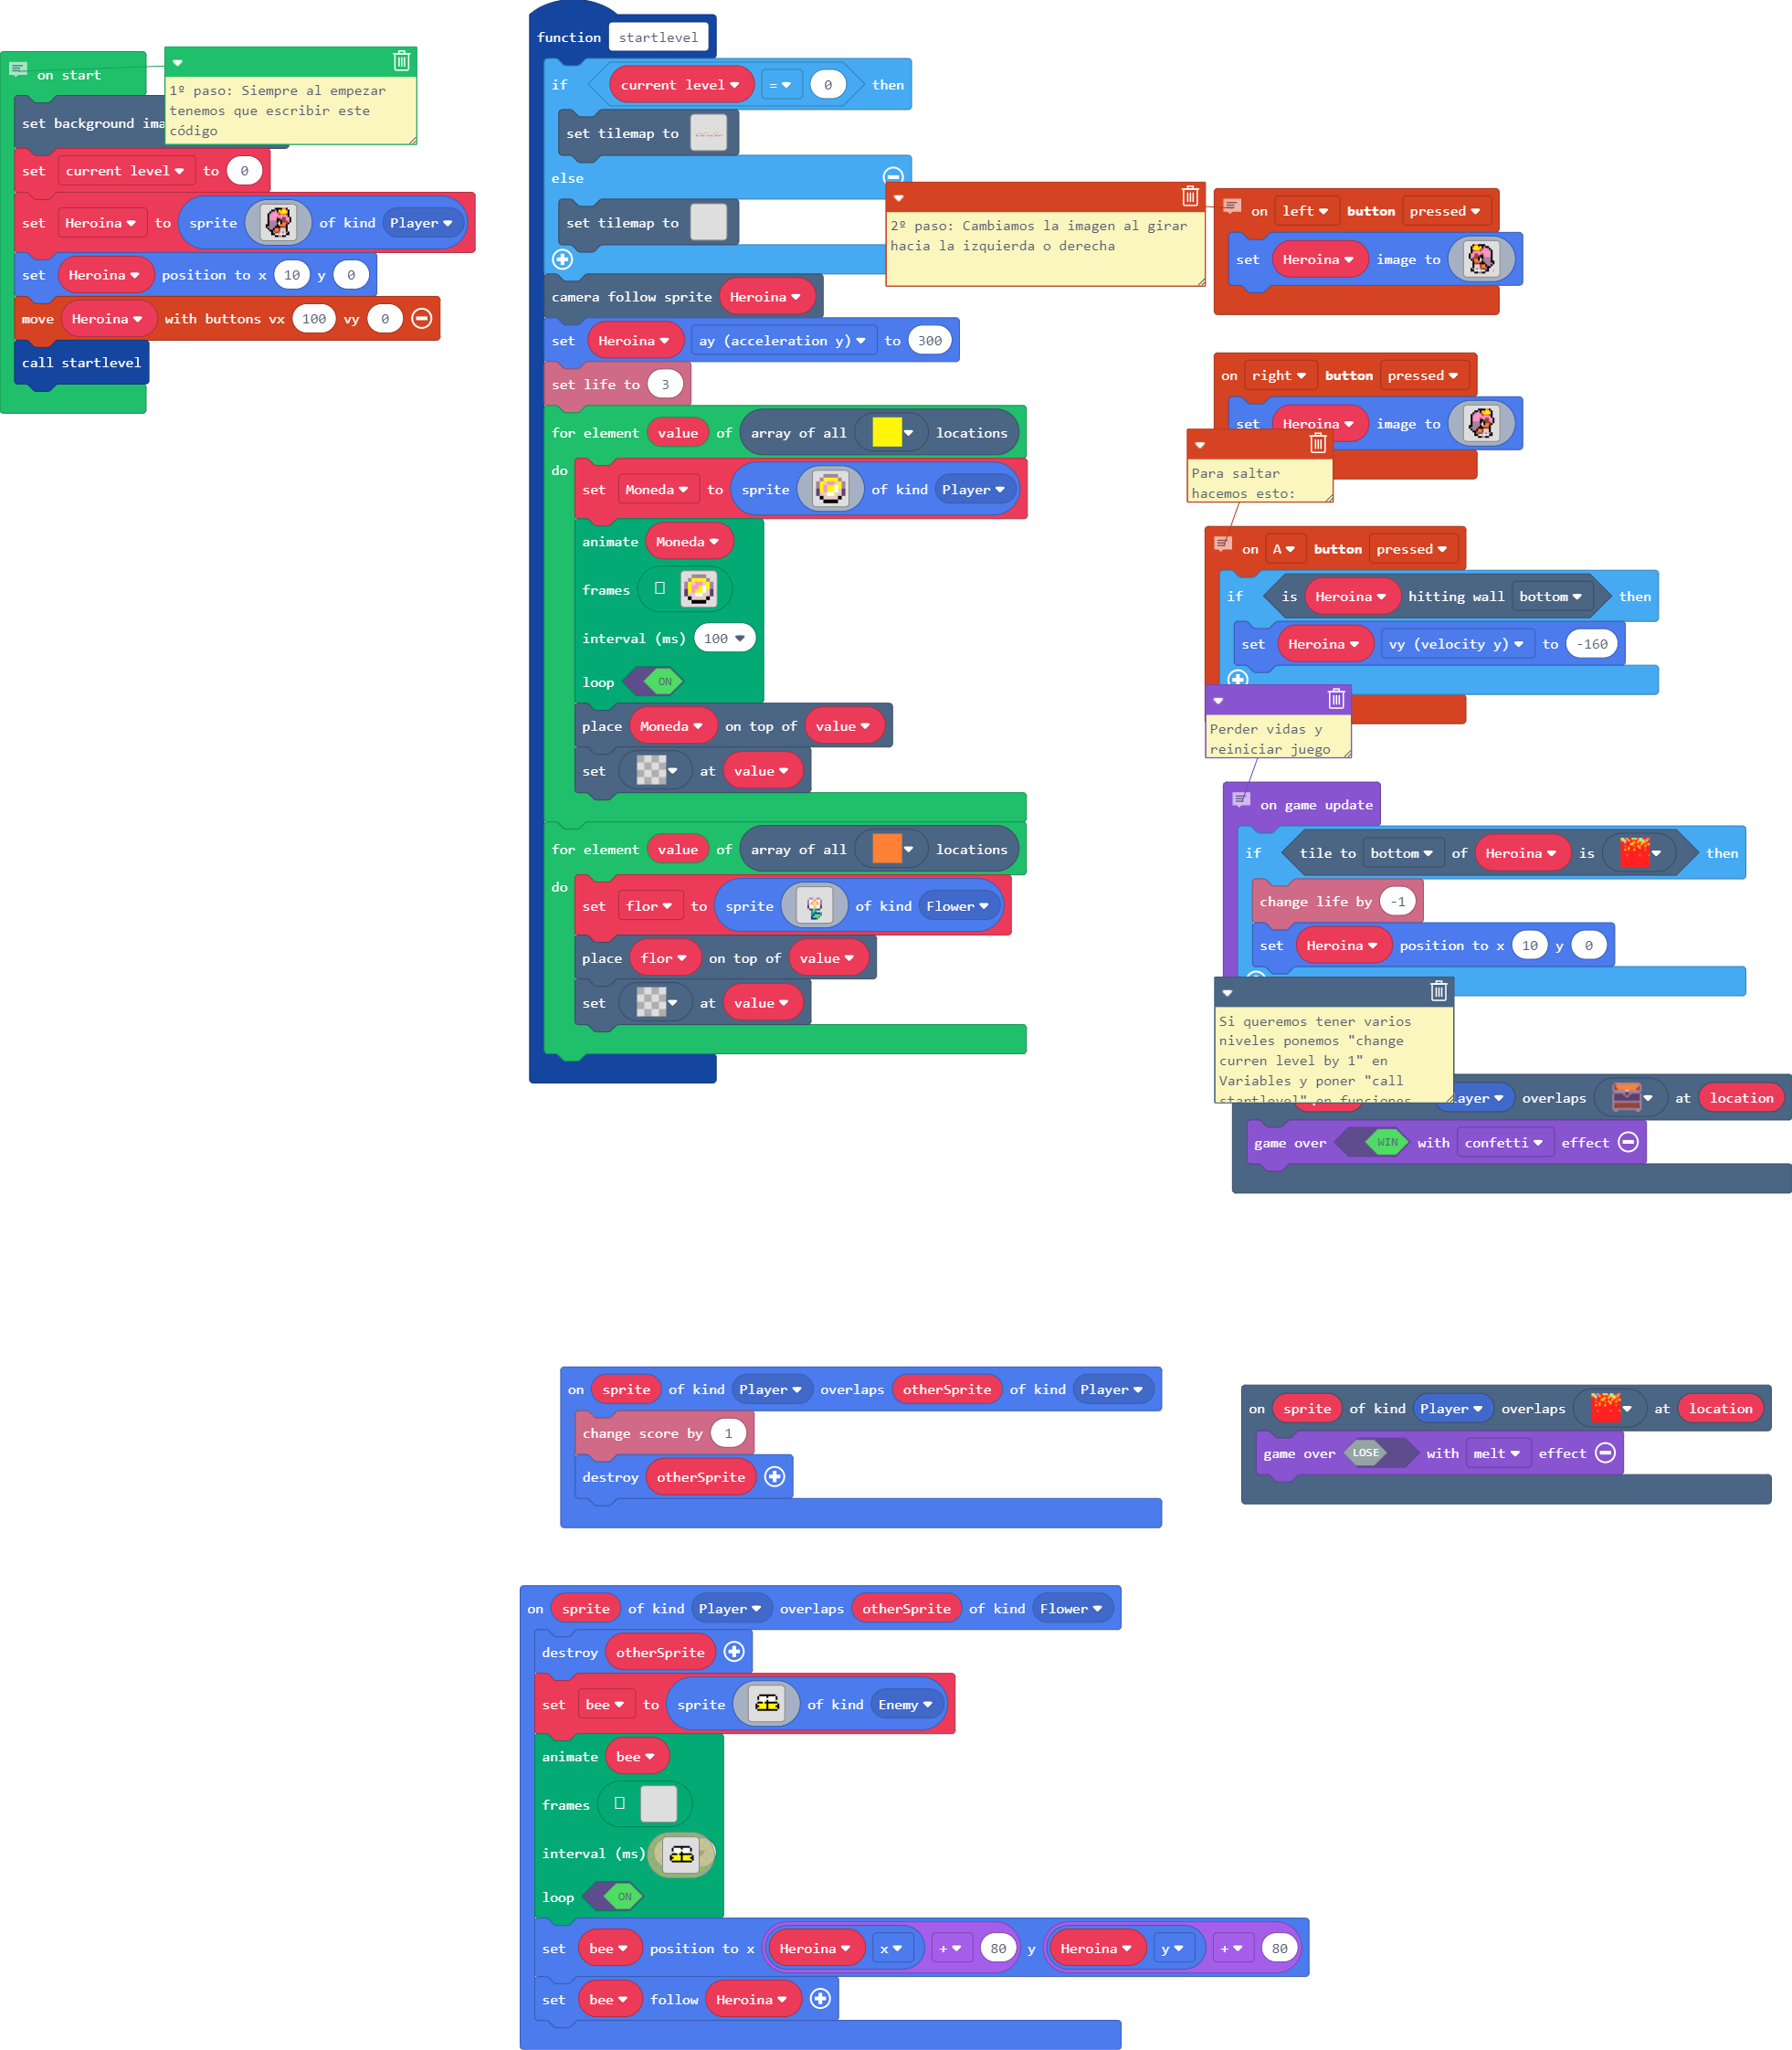 on start
1º paso: Siempre al empezar
tenemos que escribir este
código
set background ima
set current level to 0
set Heroina to sprite of kind Player
set Heroina position to x 10 y 0
move Heroina with buttons vx 100 vy 0
call startlevel
function startlevel
if current level = 0 then
set tilemap to
else
set tilemap to
camera follow sprite Heroina
set Heroina ay (acceleration y) to 300
set life to 3
for element value of array of all locations
do
set Moneda to sprite of kind Player
animate Moneda
frames
interval (ms) 100
loop ON
place Moneda on top of value
set at value
for element value of array of all locations
do
set flor to sprite of kind Flower
place flor on top of value
set at value
2º paso: Cambiamos la imagen al girar
hacia la izquierda o derecha
on left button pressed
set Heroina image to
on right button pressed
set Heroina image to
Para saltar
hacemos esto:
on A button pressed
if is Heroina hitting wall bottom then
set Heroina vy (velocity y) to -160
Perder vidas y
reiniciar juego
on game update
if tile to bottom of Heroina is then
change life by -1
set Heroina position to x 10 y 0
Si queremos tener varios
niveles ponemos "change
curren level by 1" en
Variables y poner "call
startlevel" en funciones
layer overlaps at location
game over WIN with confetti effect
on sprite of kind Player overlaps otherSprite of kind Player
change score by 1
destroy otherSprite
on sprite of kind Player overlaps at location
game over LOSE with melt effect
on sprite of kind Player overlaps otherSprite of kind Flower
destroy otherSprite
set bee to sprite of kind Enemy
animate bee
frames
interval (ms)
loop ON
set bee position to x Heroina x + 80 y Heroina y + 80
set bee follow Heroina